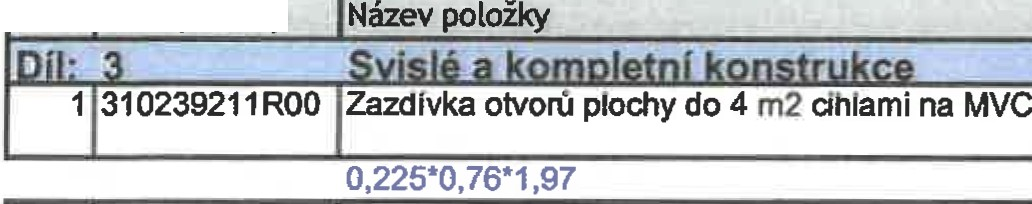 Název položky
Díl: 3 Svislé a kompletní konstrukce
1 310239211R00 Zazdívka otvorů plochy do 4 m2 cihlami na MVC
0,225*0,76*1,97